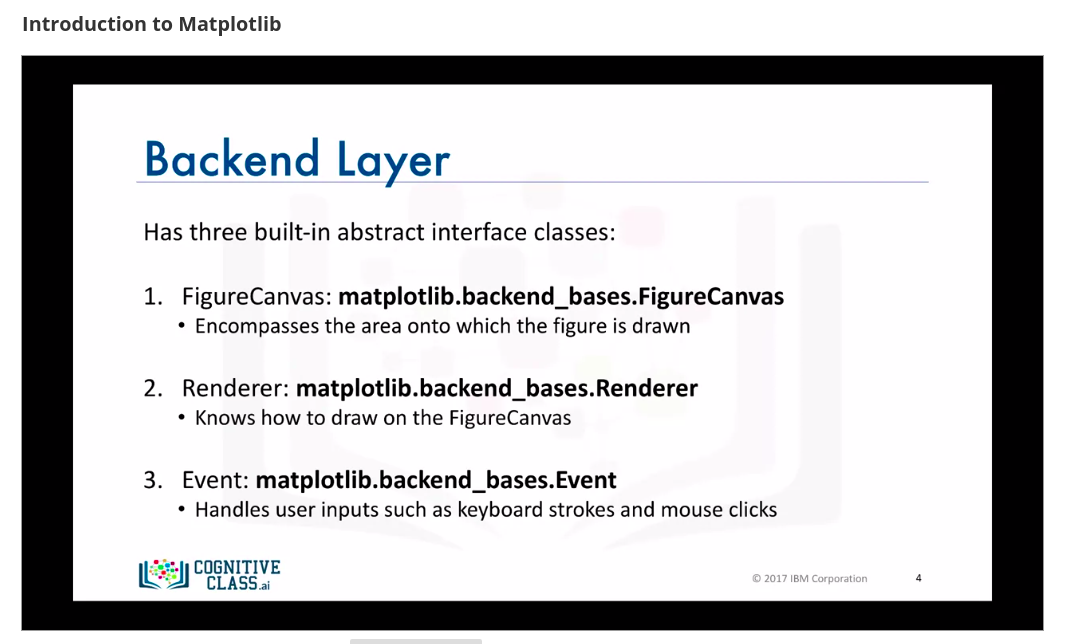 Introduction to Matplotlib
Backend Layer
Has three built-in abstract interface classes:
1. FigureCanvas: matplotlib.backend_bases.FigureCanvas
• Encompasses the area onto which the figure is drawn
2. Renderer: matplotlib.backend_bases.Renderer
• Knows how to draw on the FigureCanvas
3. Event: matplotlib.backend_bases.Event
• Handles user inputs such as keyboard strokes and mouse clicks
COGNITIVE
CLASS.ai
© 2017 IBM Corporation 4